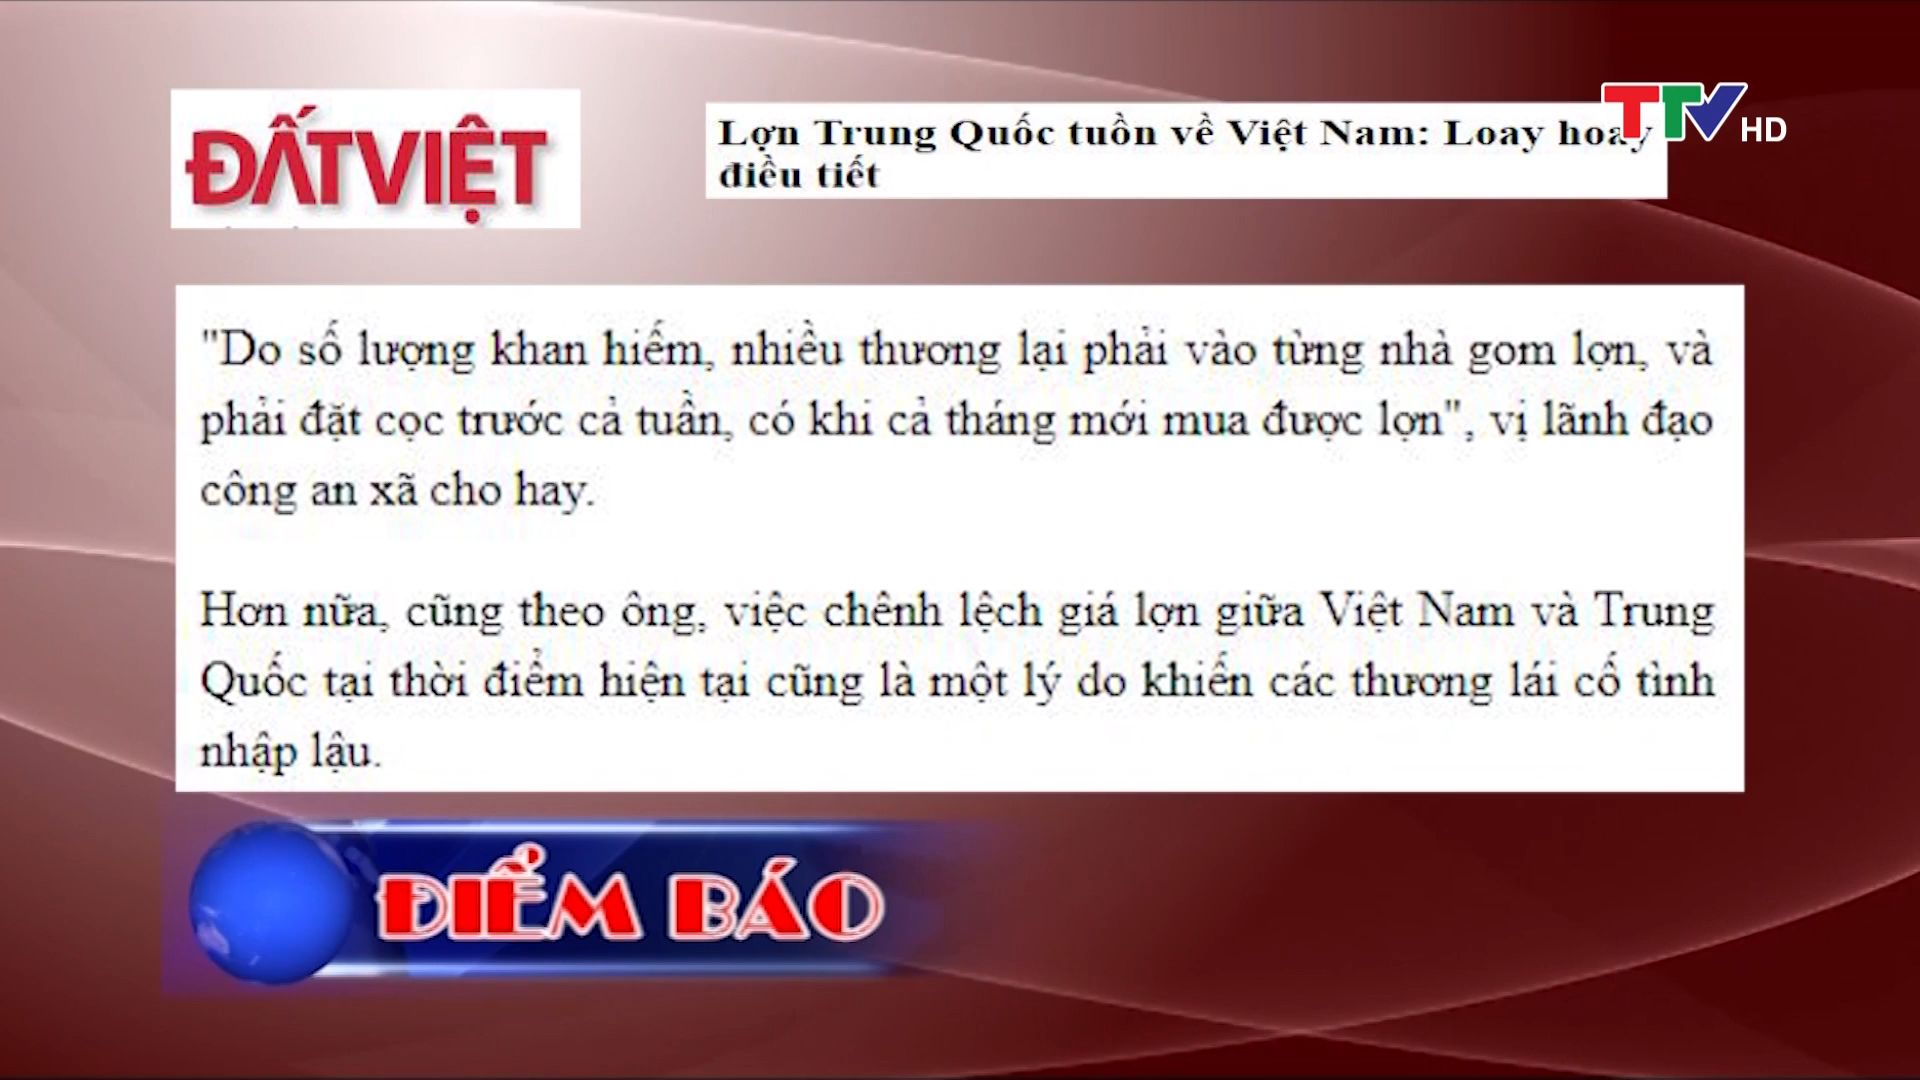 ĐẤTVIỆT
Lợn Trung Quốc tuồn về Việt Nam: Loay hoay
điều tiết
TTV HD
"Do số lượng khan hiếm, nhiều thương lại phải vào từng nhà gom lợn, và
phải đặt cọc trước cả tuần, có khi cả tháng mới mua được lợn", vị lãnh đạo
công an xã cho hay.
Hơn nữa, cũng theo ông, việc chênh lệch giá lợn giữa Việt Nam và Trung
Quốc tại thời điểm hiện tại cũng là một lý do khiến các thương lái cố tình
nhập lậu.
ĐIỂM BÁO